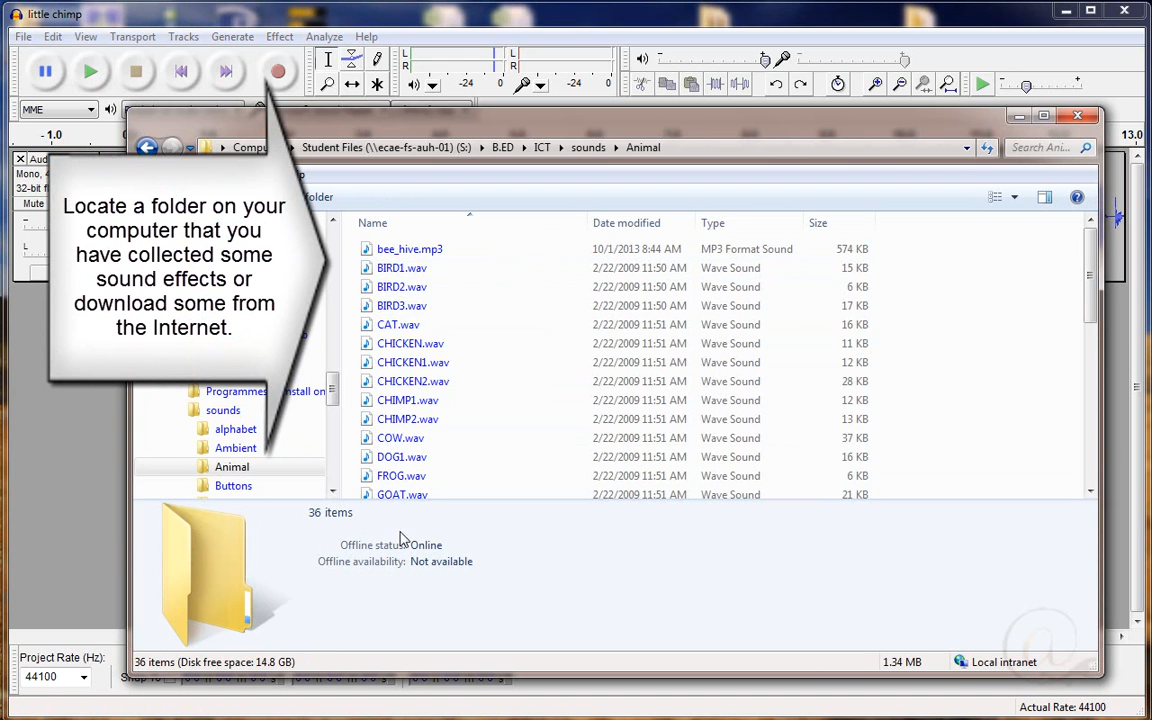 little chimp
File Edit View Transport Tracks Generate Effect Analyze Help
L
R
-24 0
L
R
-24 0
MME
- 1.0
13.0
Mono,
32-bit
Mute
L
R
Student Files (\\ecae-fs-auh-01) (S:) B.ED ICT sounds Animal
Search Ani...
Locate a folder on your
computer that you
have collected some
sound effects or
download some from
the Internet.
Name Date modified Type Size
bee_hive.mp3 10/1/2013 8:44 AM MP3 Format Sound 574 KB
BIRD1.wav 2/22/2009 11:50 AM Wave Sound 15 KB
BIRD2.wav 2/22/2009 11:50 AM Wave Sound 6 KB
BIRD3.wav 2/22/2009 11:50 AM Wave Sound 17 KB
CAT.wav 2/22/2009 11:51 AM Wave Sound 16 KB
CHICKEN.wav 2/22/2009 11:51 AM Wave Sound 11 KB
CHICKEN1.wav 2/22/2009 11:51 AM Wave Sound 12 KB
CHICKEN2.wav 2/22/2009 11:51 AM Wave Sound 28 KB
CHIMP1.wav 2/22/2009 11:51 AM Wave Sound 12 KB
CHIMP2.wav 2/22/2009 11:51 AM Wave Sound 13 KB
COW.wav 2/22/2009 11:51 AM Wave Sound 37 KB
DOG1.wav 2/22/2009 11:51 AM Wave Sound 16 KB
FROG.wav 2/22/2009 11:51 AM Wave Sound 6 KB
GOAT.wav 2/22/2009 11:51 AM Wave Sound 21 KB
sounds
alphabet
Ambient
Animal
Buttons
36 items
Offline status: Online
Offline availability: Not available
36 items (Disk free space: 14.8 GB)
1.34 MB
Local intranet
Project Rate (Hz):
44100
Actual Rate: 44100